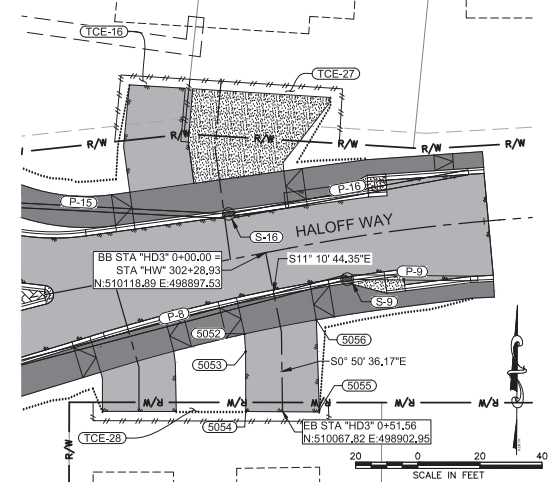 TCE-16
TCE-27
R/W
R/W
R/W
R/W
R/W
P-15
P-16
S-16
HALOFF WAY
BB STA "HD3" 0+00.00 =
STA "HW" 302+28.93
N:510118.89 E:498897.53
S11° 10' 44.35"E
P-9
S-9
P-8
5052
5056
5053
S0° 50' 36.17"E
5055
R/W
R/W
R/W
R/W
R/W
R/W
5054
TCE-28
EB STA "HD3" 0+51.56
N:510067.82 E:498902.95
R/W
20 0 20 40
SCALE IN FEET